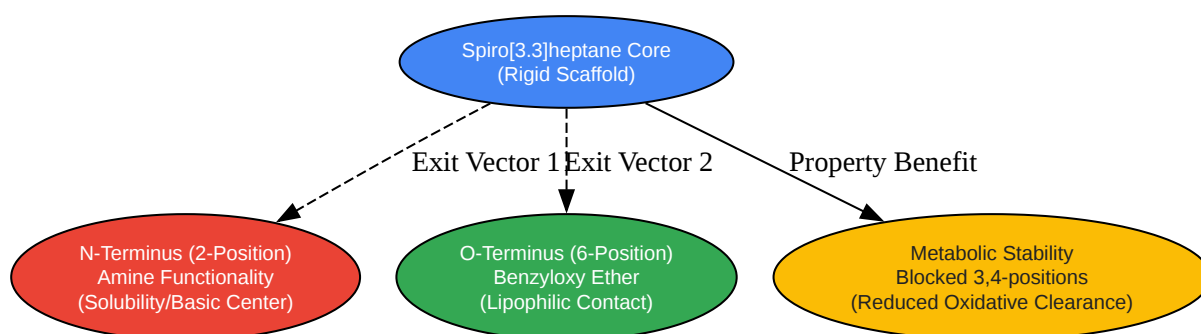 Spiro[3.3]heptane Core
(Rigid Scaffold)
Exit Vector 1
Exit Vector 2
Property Benefit
N-Terminus (2-Position)
Amine Functionality
(Solubility/Basic Center)
O-Terminus (6-Position)
Benzyloxy Ether
(Lipophilic Contact)
Metabolic Stability
Blocked 3,4-positions
(Reduced Oxidative Clearance)